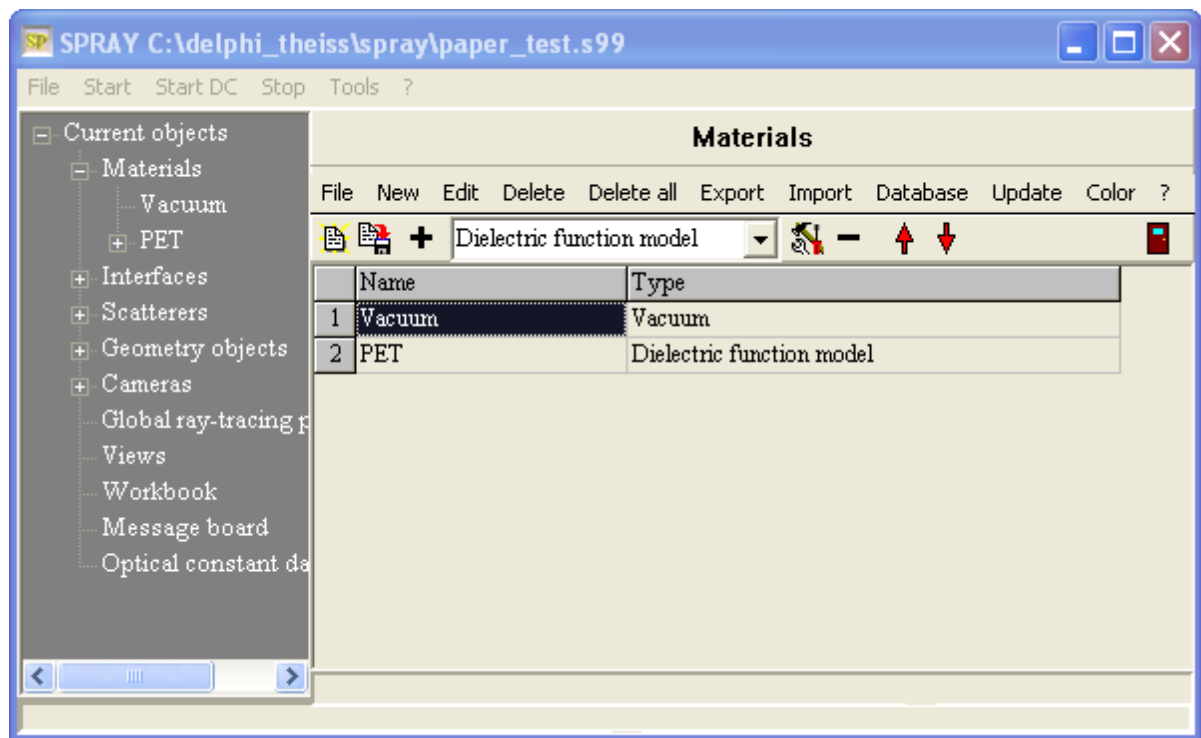 SP SPRAY C:\delphi_theiss\spray\paper_test.s99
File Start Start DC Stop Tools ?
Current objects
Materials
Vacuum
PET
Interfaces
Scatterers
Geometry objects
Cameras
Global ray-tracing p
Views
Workbook
Message board
Optical constant da
Materials
File New Edit Delete Delete all Export Import Database Update Color ?
Dielectric function model
Name Type
1 Vacuum Vacuum
2 PET Dielectric function model